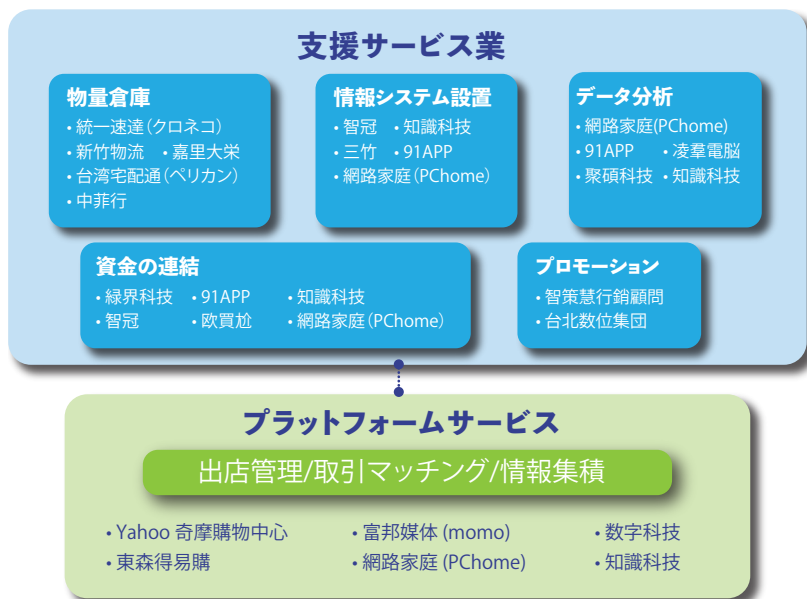 支援サービス業
物量倉庫
• 統一速達(クロネコ)
• 新竹物流 • 嘉里大栄
• 台湾宅配通(ペリカン)
• 中菲行
情報システム設置
• 智冠 • 知識科技
• 三竹 • 91APP
• 網路家庭(PChome)
データ分析
• 網路家庭(PChome)
• 91APP • 凌羣電脳
• 聚碩科技 • 知識科技
資金の連結
• 緑界科技 • 91APP • 知識科技
• 智冠 • 欧買尬 • 網路家庭(PChome)
プロモーション
• 智策慧行銷顧問
• 台北数位集団
プラットフォームサービス
出店管理/取引マッチング/情報集積
• Yahoo 奇摩購物中心 • 富邦媒体 (momo) • 数字科技
• 東森得易購 • 網路家庭 (PChome) • 知識科技